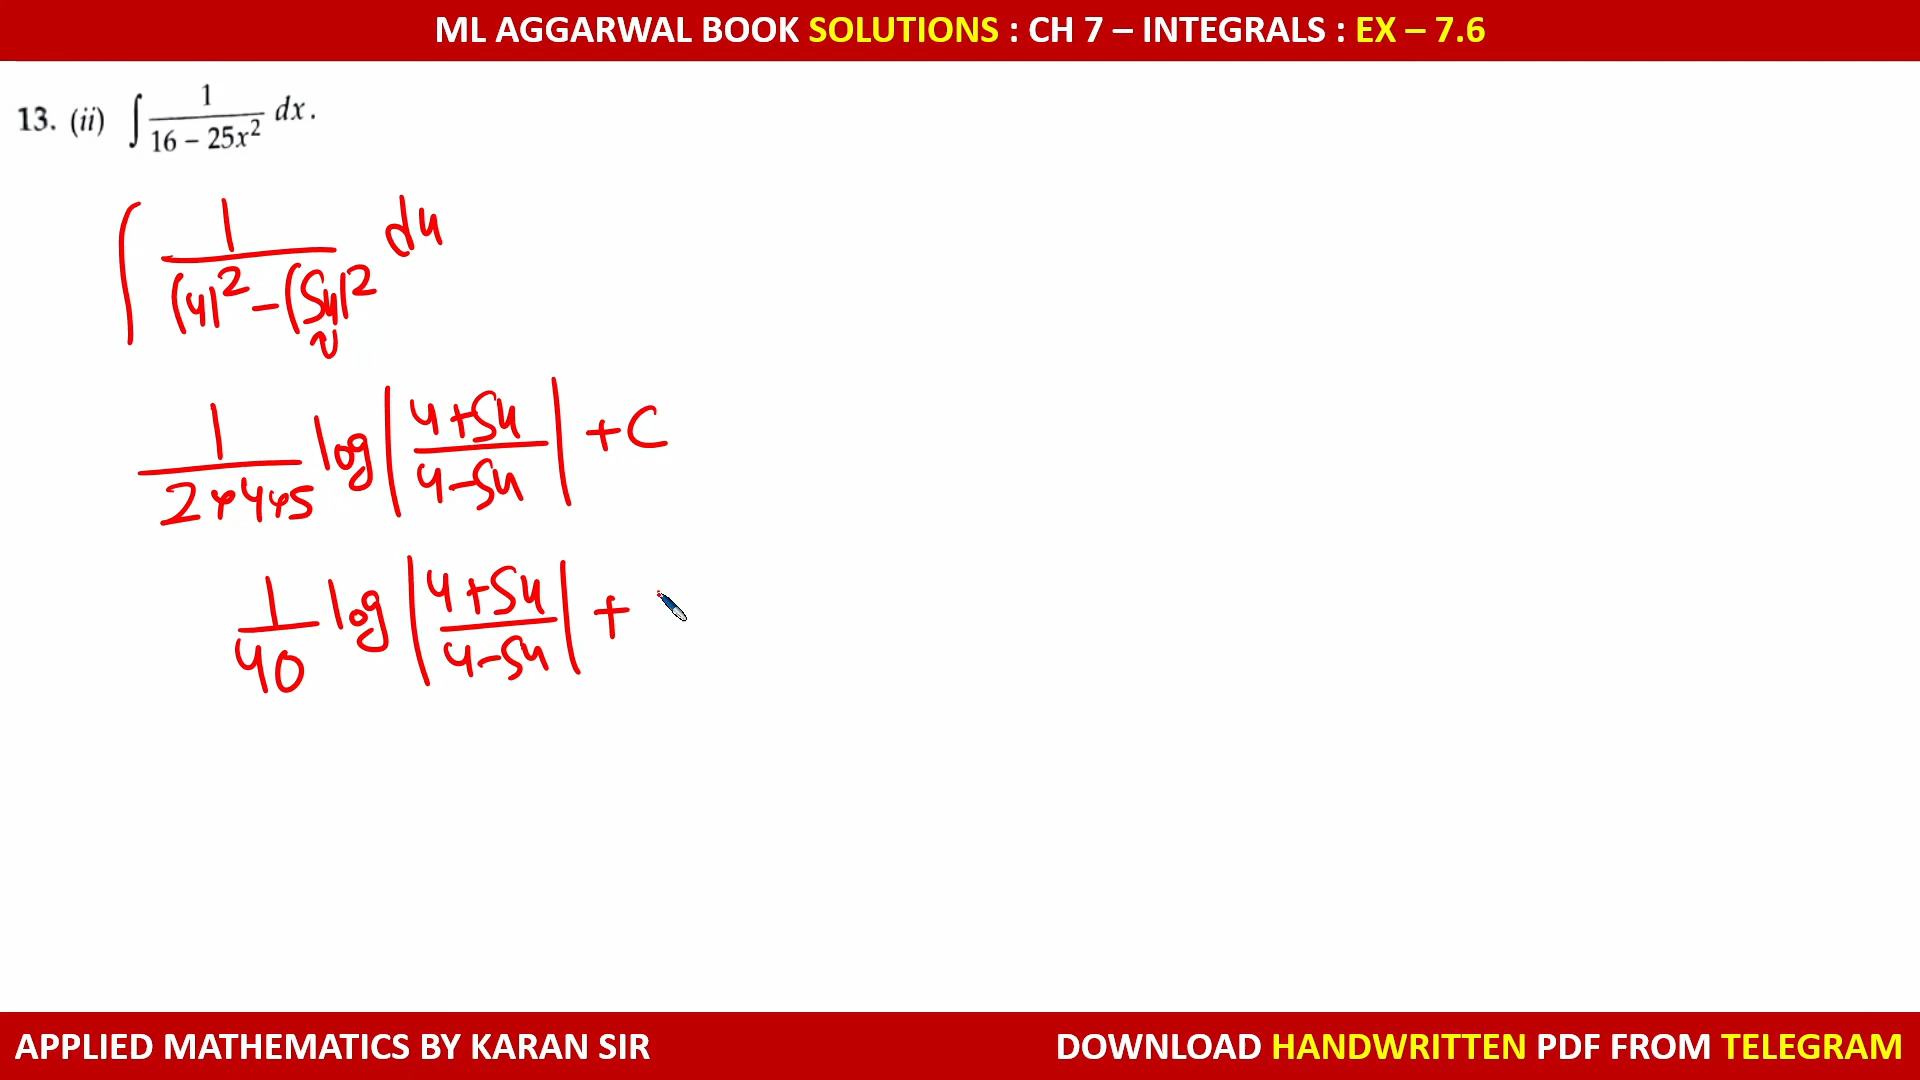 ML AGGARWAL BOOK SOLUTIONS : CH 7 – INTEGRALS : EX – 7.6
13. (ii) ∫ 1/(16 – 25x²) dx.
∫ 1/((4)² – (5x)²) dx
1/(2×4×5) log |(4+5x)/(4–5x)| + C
1/40 log |(4+5x)/(4–5x)| +
APPLIED MATHEMATICS BY KARAN SIR
DOWNLOAD HANDWRITTEN PDF FROM TELEGRAM